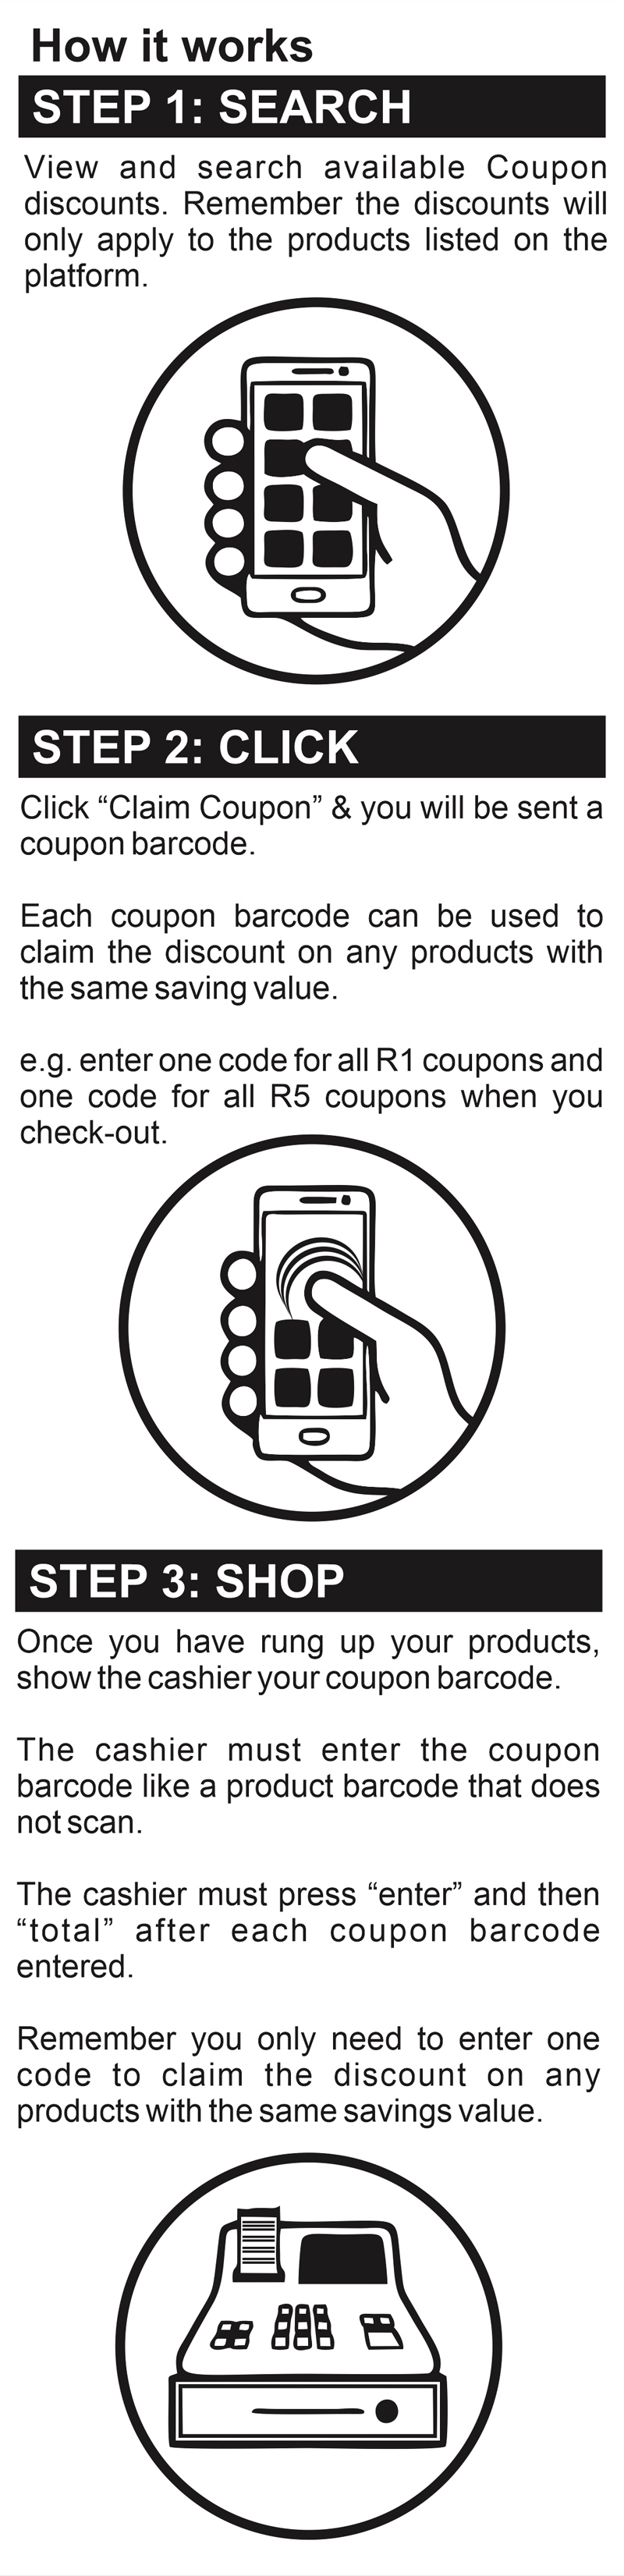 How it works
STEP 1: SEARCH
View and search available Coupon
discounts. Remember the discounts will
only apply to the products listed on the
platform.
STEP 2: CLICK
Click “Claim Coupon” & you will be sent a
coupon barcode.
Each coupon barcode can be used to
claim the discount on any products with
the same saving value.
e.g. enter one code for all R1 coupons and
one code for all R5 coupons when you
check-out.
STEP 3: SHOP
Once you have rung up your products,
show the cashier your coupon barcode.
The cashier must enter the coupon
barcode like a product barcode that does
not scan.
The cashier must press “enter” and then
“total” after each coupon barcode
entered.
Remember you only need to enter one
code to claim the discount on any
products with the same savings value.